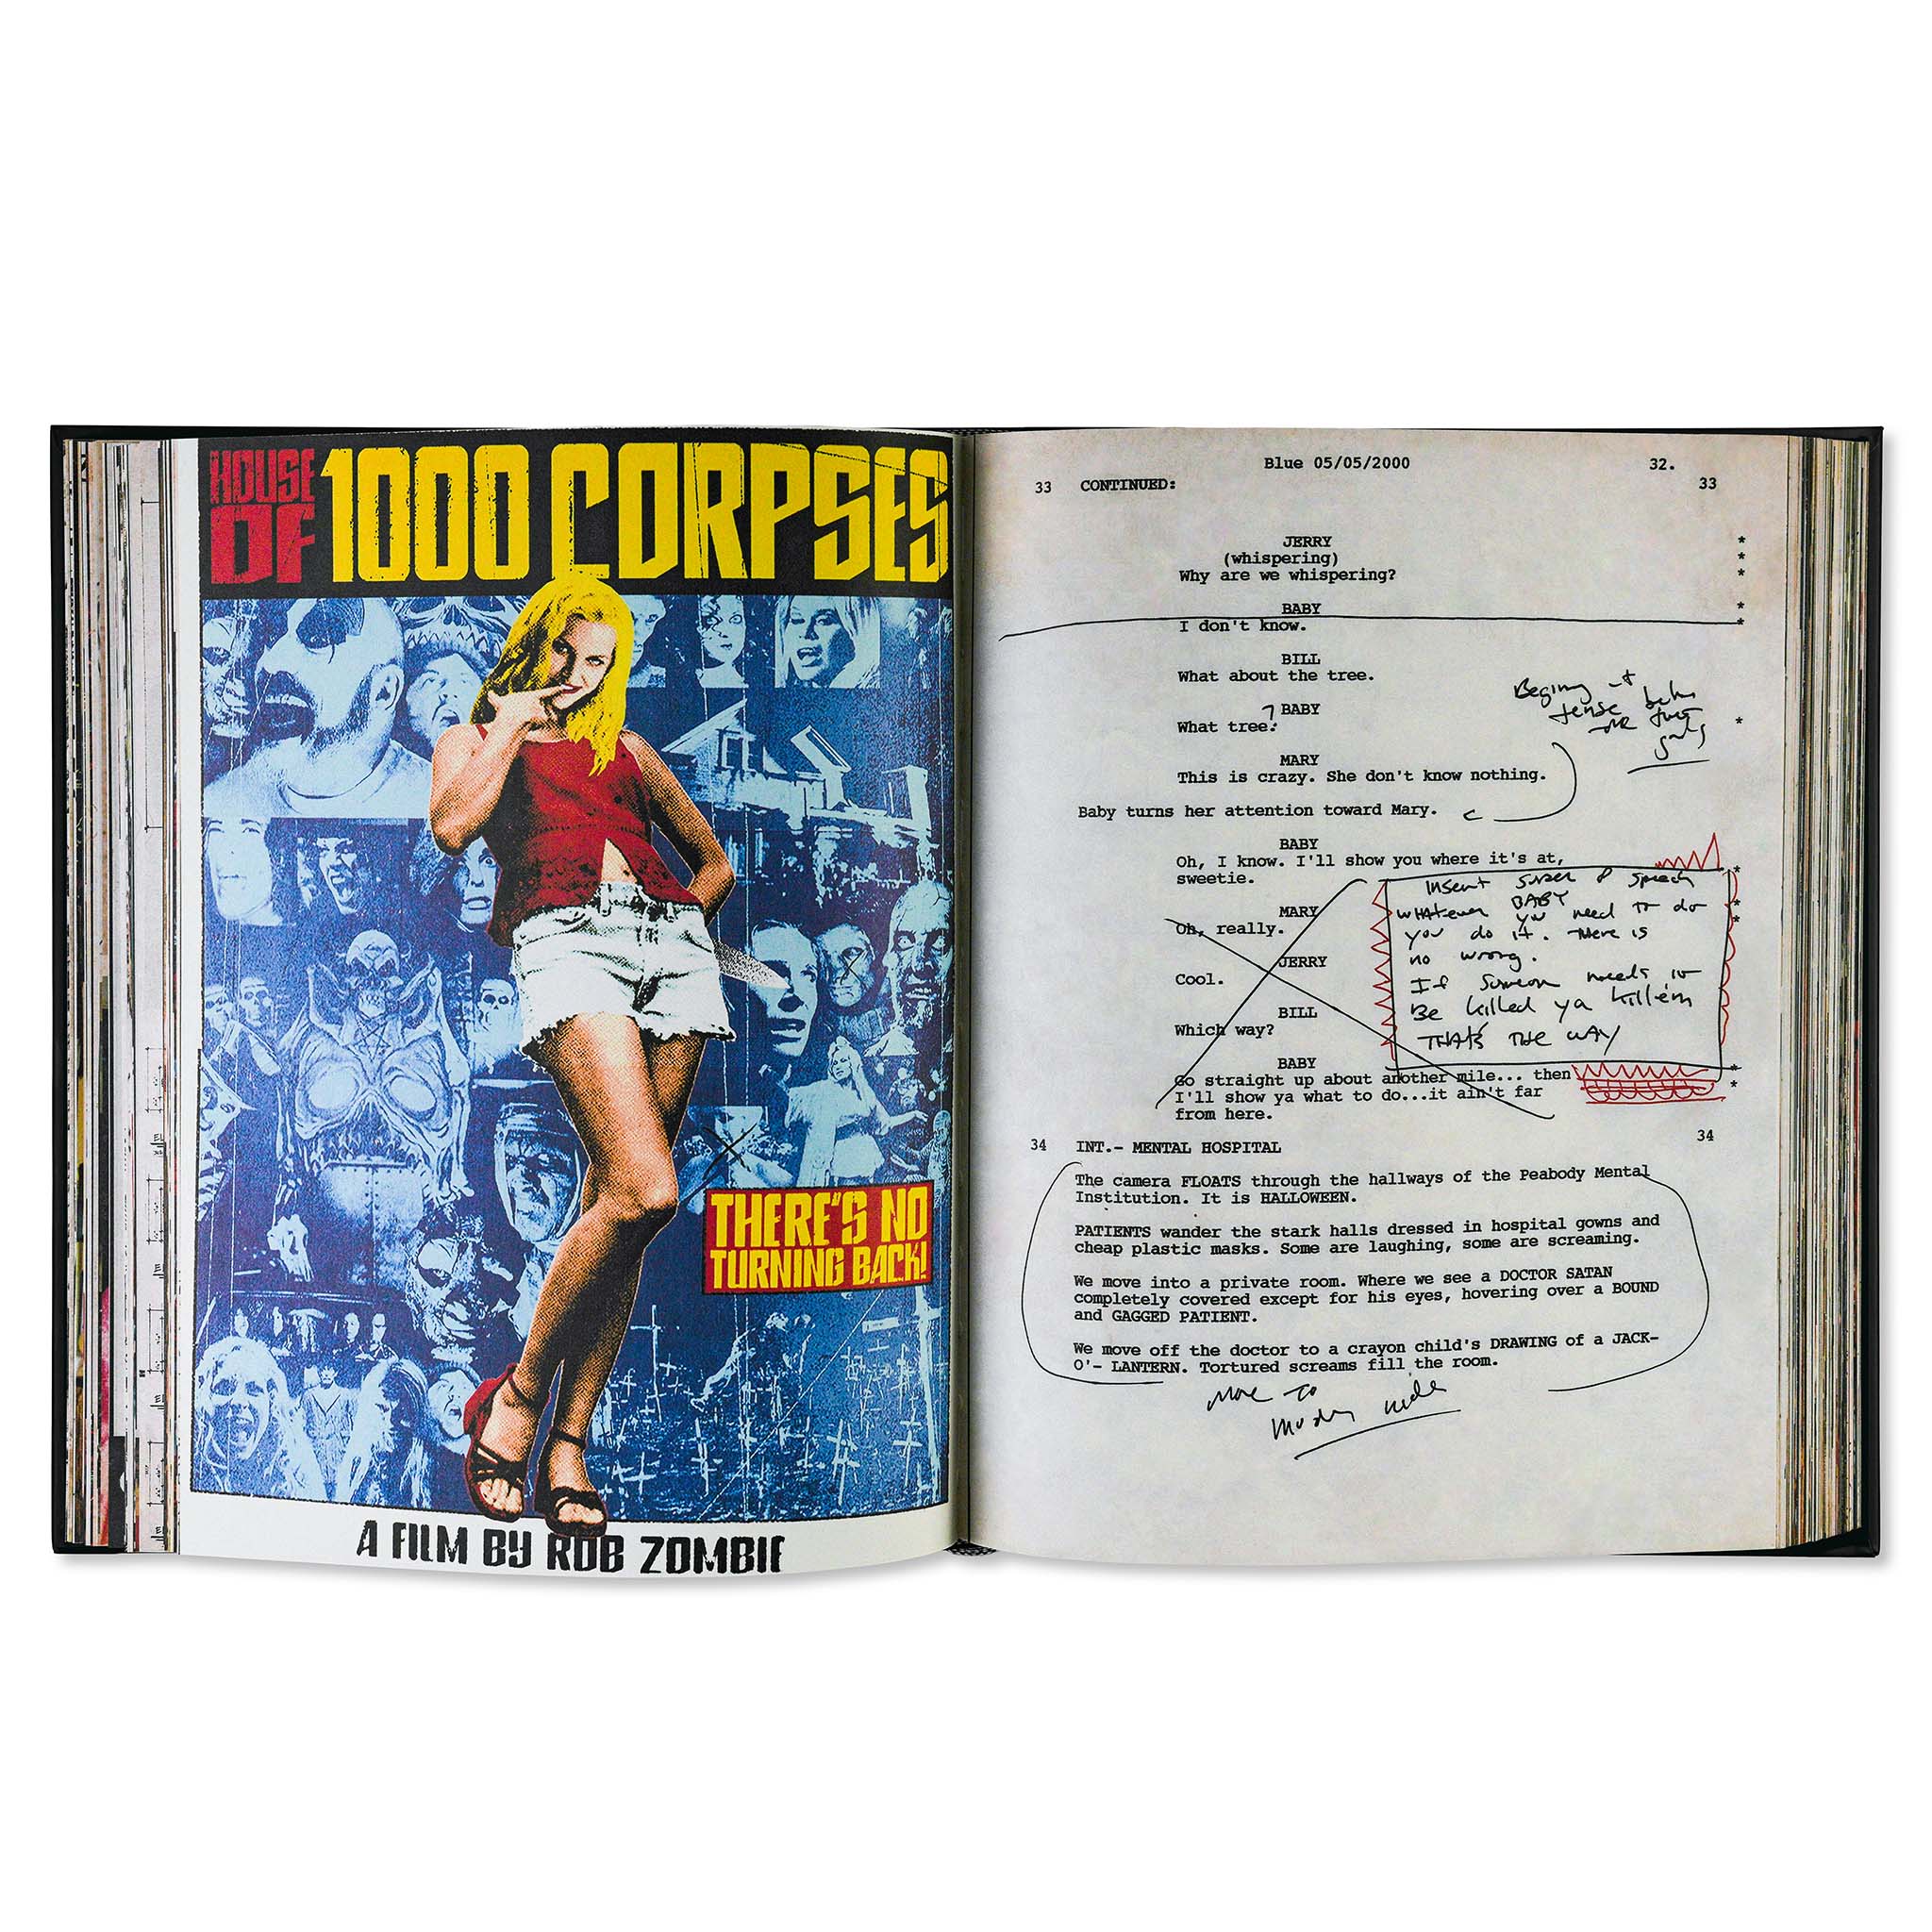 HOUSE
OF 1000 CORPSES
THERE'S NO
TURNING BACK!
A FILM BY ROB ZOMBIE
Blue 05/05/2000 32.
33 CONTINUED: 33
JERRY *
(whispering) *
Why are we whispering? *
BABY *
I don't know. *
BILL
What about the tree.
BABY
What tree? *
MARY
This is crazy. She don't know nothing.
Baby turns her attention toward Mary.
tense
BABY
Oh, I know. I'll show you where it's at, *
sweetie.
MARY *
Oh, really. *
JERRY
Cool.
BILL
Which way?
BABY *
Go straight up about another mile... then *
I'll show ya what to do...it ain't far
from here.
Insert speech
BABY
whatever you need to do
you do it. There is
no wrong.
If someone needs to
Be killed ya kill'em
THAT'S THE WAY
34 INT.- MENTAL HOSPITAL 34
The camera FLOATS through the hallways of the Peabody Mental
Institution. It is HALLOWEEN.
PATIENTS wander the stark halls dressed in hospital gowns and
cheap plastic masks. Some are laughing, some are screaming.
We move into a private room. Where we see a DOCTOR SATAN
completely covered except for his eyes, hovering over a BOUND
and GAGGED PATIENT.
We move off the doctor to a crayon child's DRAWING of a JACK-
O'- LANTERN. Tortured screams fill the room.
move to